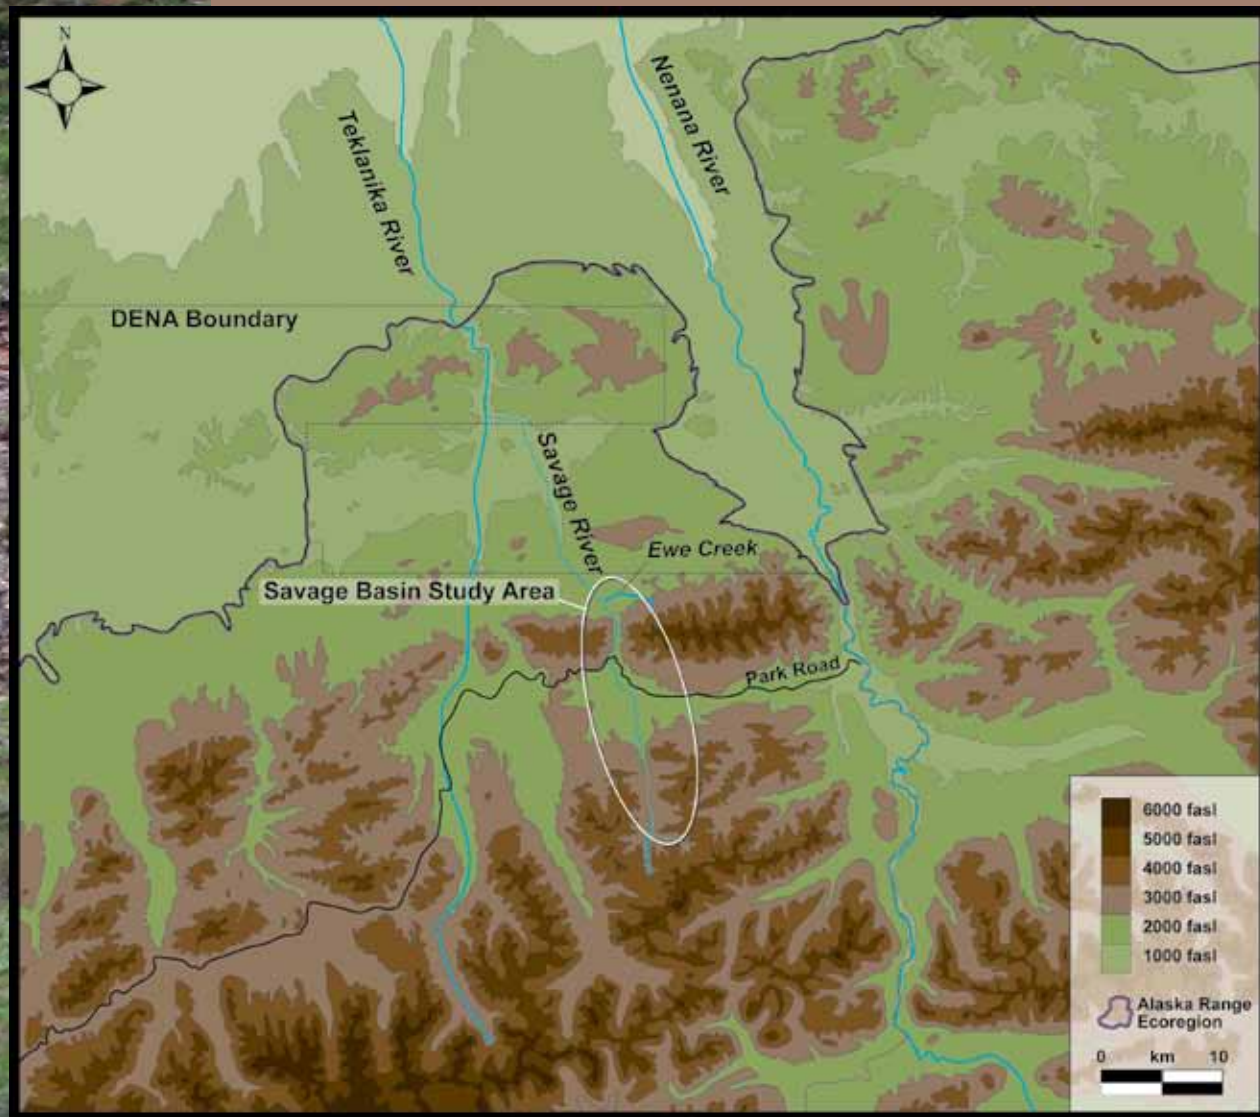 N
Teklanika River
Nenana River
DENA Boundary
Savage River
Ewe Creek
Savage Basin Study Area
Park Road
6000 fasl
5000 fasl
4000 fasl
3000 fasl
2000 fasl
1000 fasl
Alaska Range
Ecoregion
0 km 10